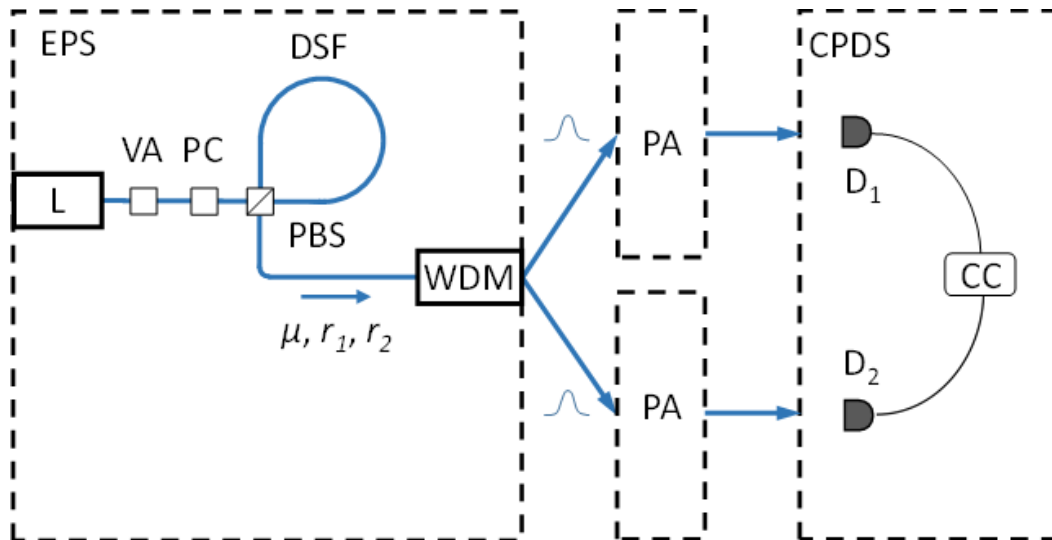 EPS
DSF
CPDS
VA
PC
PA
L
D1
PBS
WDM
CC
μ, r1, r2
D2
PA